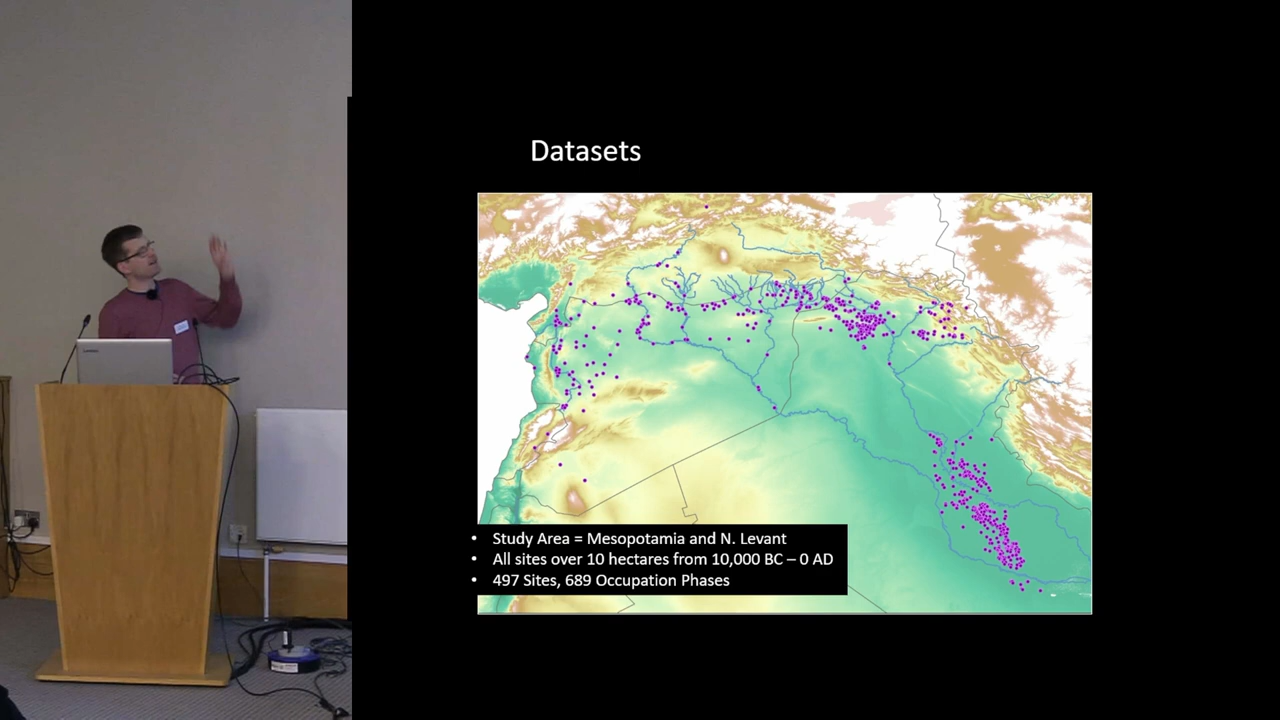 Datasets
• Study Area = Mesopotamia and N. Levant
• All sites over 10 hectares from 10,000 BC – 0 AD
• 497 Sites, 689 Occupation Phases